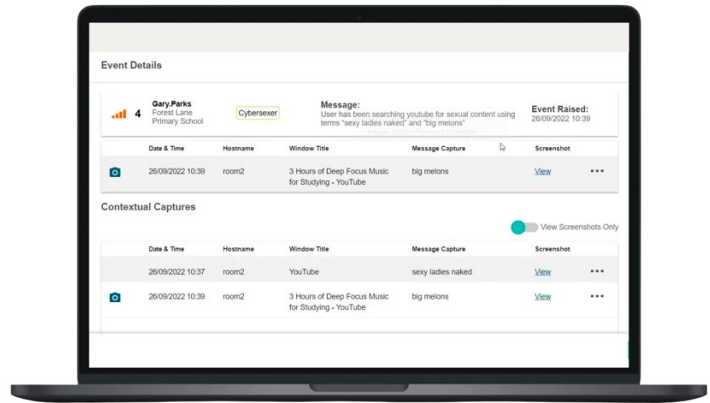 Event Details
4
Gary.Parks
Forest Lane
Primary School
Cybersexer
Message:
User has been searching youtube for sexual content using
terms "sexy ladies naked" and "big melons"
Event Raised:
26/09/2022 10:39
Date & Time Hostname Window Title Message Capture Screenshot
26/09/2022 10:39 room2 3 Hours of Deep Focus Music big melons View
for Studying - YouTube
Contextual Captures
View Screenshots Only
Date & Time Hostname Window Title Message Capture Screenshot
26/09/2022 10:37 room2 YouTube sexy ladies naked View
26/09/2022 10:39 room2 3 Hours of Deep Focus Music big melons View
for Studying - YouTube